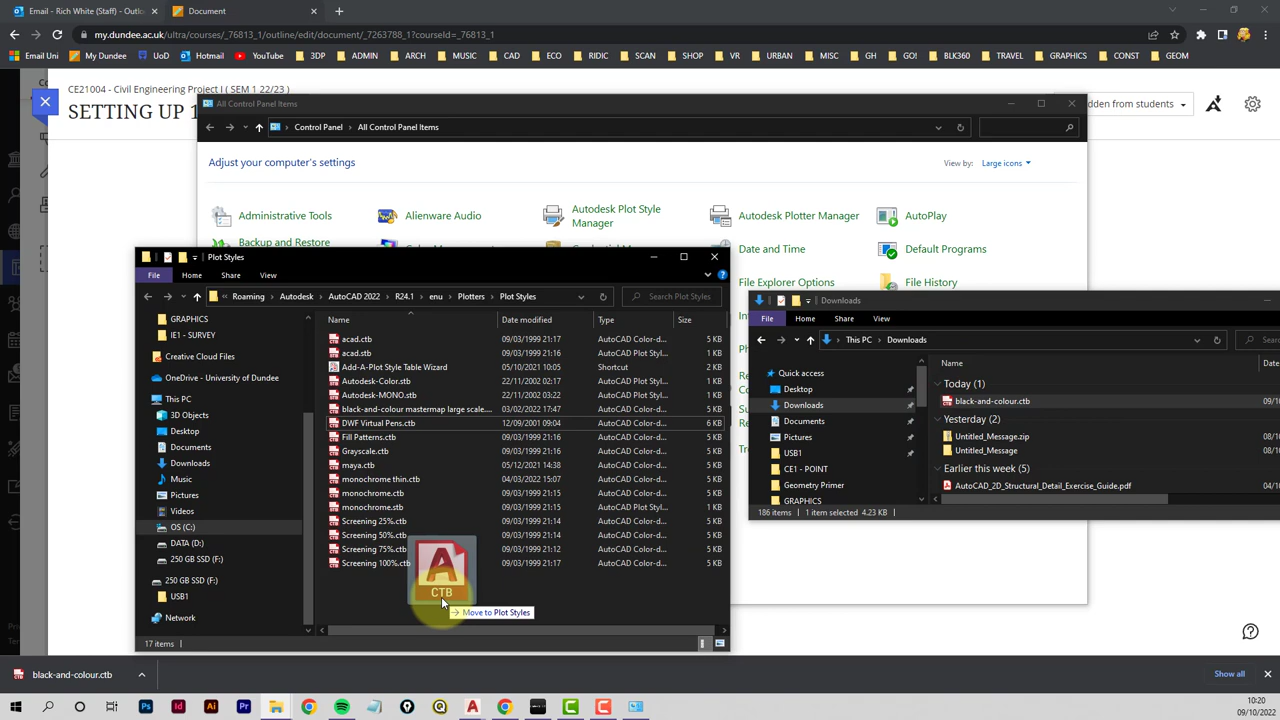 Email - Rich White (Staff) - Outlo
Document
my.dundee.ac.uk/ultra/courses/_76813_1/outline/edit/document/_7263788_1?courseId=_76813_1
Email Uni
My Dundee
UoD
Hotmail
YouTube
3DP
ADMIN
ARCH
MUSIC
CAD
ECO
RIDIC
SHOP
VR
URBAN
MISC
GH
GO!
BLK360
TRAVEL
GRAPHICS
CONST
GEOM
CE21004 - Civil Engineering Project I ( SEM 1 22/23 )
SETTING UP 1
dden from students
All Control Panel Items
Control Panel
All Control Panel Items
Adjust your computer's settings
View by:
Large icons
Administrative Tools
Alienware Audio
Autodesk Plot Style
Manager
Autodesk Plotter Manager
AutoPlay
Backup and Restore
Date and Time
Default Programs
File Explorer Options
File History
Plot Styles
File
Home
Share
View
Roaming
Autodesk
AutoCAD 2022
R24.1
enu
Plotters
Plot Styles
Search Plot Styles
Name
Date modified
Type
Size
GRAPHICS
IE1 - SURVEY
Creative Cloud Files
OneDrive - University of Dundee
This PC
3D Objects
Desktop
Documents
Downloads
Music
Pictures
Videos
OS (C:)
DATA (D:)
250 GB SSD (F:)
250 GB SSD (F:)
USB1
Network
acad.ctb 09/03/1999 21:17 AutoCAD Color-d... 5 KB
acad.stb 09/03/1999 21:16 AutoCAD Plot Styl... 1 KB
Add-A-Plot Style Table Wizard 05/10/2021 10:05 Shortcut 2 KB
Autodesk-Color.stb 22/11/2002 02:17 AutoCAD Plot Styl... 1 KB
Autodesk-MONO.stb 22/11/2002 03:22 AutoCAD Plot Styl... 1 KB
black-and-colour mastermap large scale.... 03/02/2022 17:47 AutoCAD Color-d... 5 KB
DWF Virtual Pens.ctb 12/09/2001 09:04 AutoCAD Color-d... 6 KB
Fill Patterns.ctb 09/03/1999 21:16 AutoCAD Color-d... 5 KB
Grayscale.ctb 09/03/1999 21:16 AutoCAD Color-d... 5 KB
maya.ctb 05/12/2021 14:38 AutoCAD Color-d... 5 KB
monochrome thin.ctb 04/03/2022 15:07 AutoCAD Color-d... 5 KB
monochrome.ctb 09/03/1999 21:15 AutoCAD Color-d... 5 KB
monochrome.stb 09/03/1999 21:15 AutoCAD Plot Styl... 1 KB
Screening 25%.ctb 09/03/1999 21:14 AutoCAD Color-d... 5 KB
Screening 50%.ctb 09/03/1999 21:14 AutoCAD Color-d... 5 KB
Screening 75%.ctb 09/03/1999 21:12 AutoCAD Color-d... 5 KB
Screening 100%.ctb 09/03/1999 21:17 AutoCAD Color-d... 5 KB
CTB
Move to Plot Styles
17 items
Downloads
File
Home
Share
View
This PC
Downloads
Name
Quick access
Desktop
Downloads
Documents
Pictures
USB1
CE1 - POINT
Geometry Primer
GRAPHICS
Today (1)
black-and-colour.ctb 09/10
Yesterday (2)
Untitled_Message.zip 08/
Untitled_Message 08/
Earlier this week (5)
AutoCAD_2D_Structural_Detail_Exercise_Guide.pdf 04/
186 items
1 item selected 4.23 KB
black-and-colour.ctb
Show all
10:20
09/10/2022